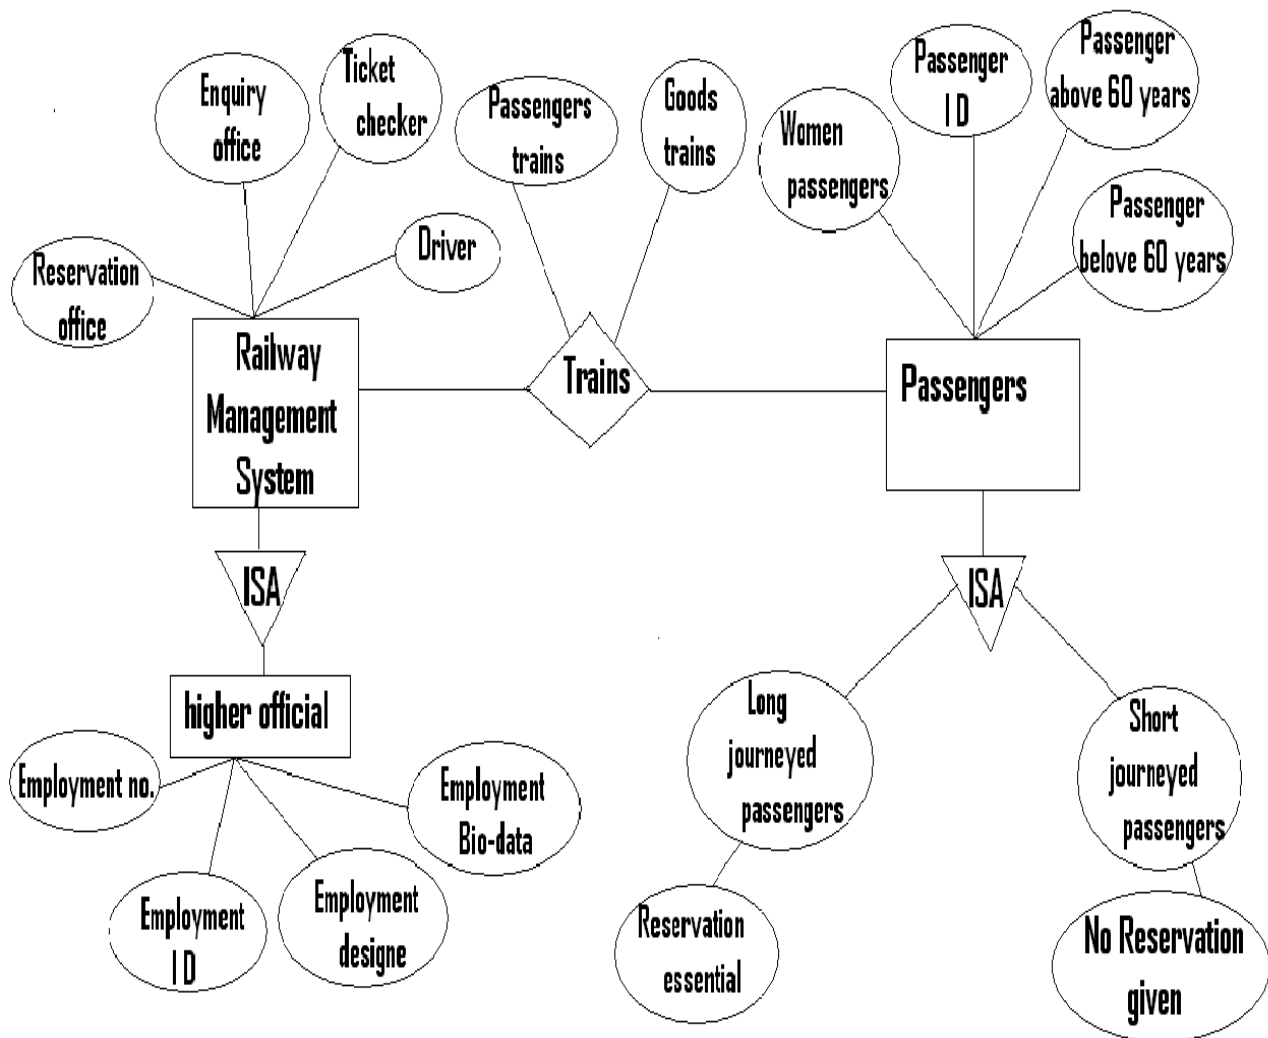 Enquiry
office
Ticket
checker
Passengers
trains
Goods
trains
Women
passengers
Passenger
I D
Passenger
above 60 years
Passenger
belove 60 years
Reservation
office
Driver
Railway
Management
System
Trains
Passengers
ISA
ISA
higher official
Employment no.
Employment
I D
Employment
designe
Employment
Bio-data
Long
journeyed
passengers
Short
journeyed
passengers
Reservation
essential
No Reservation
given